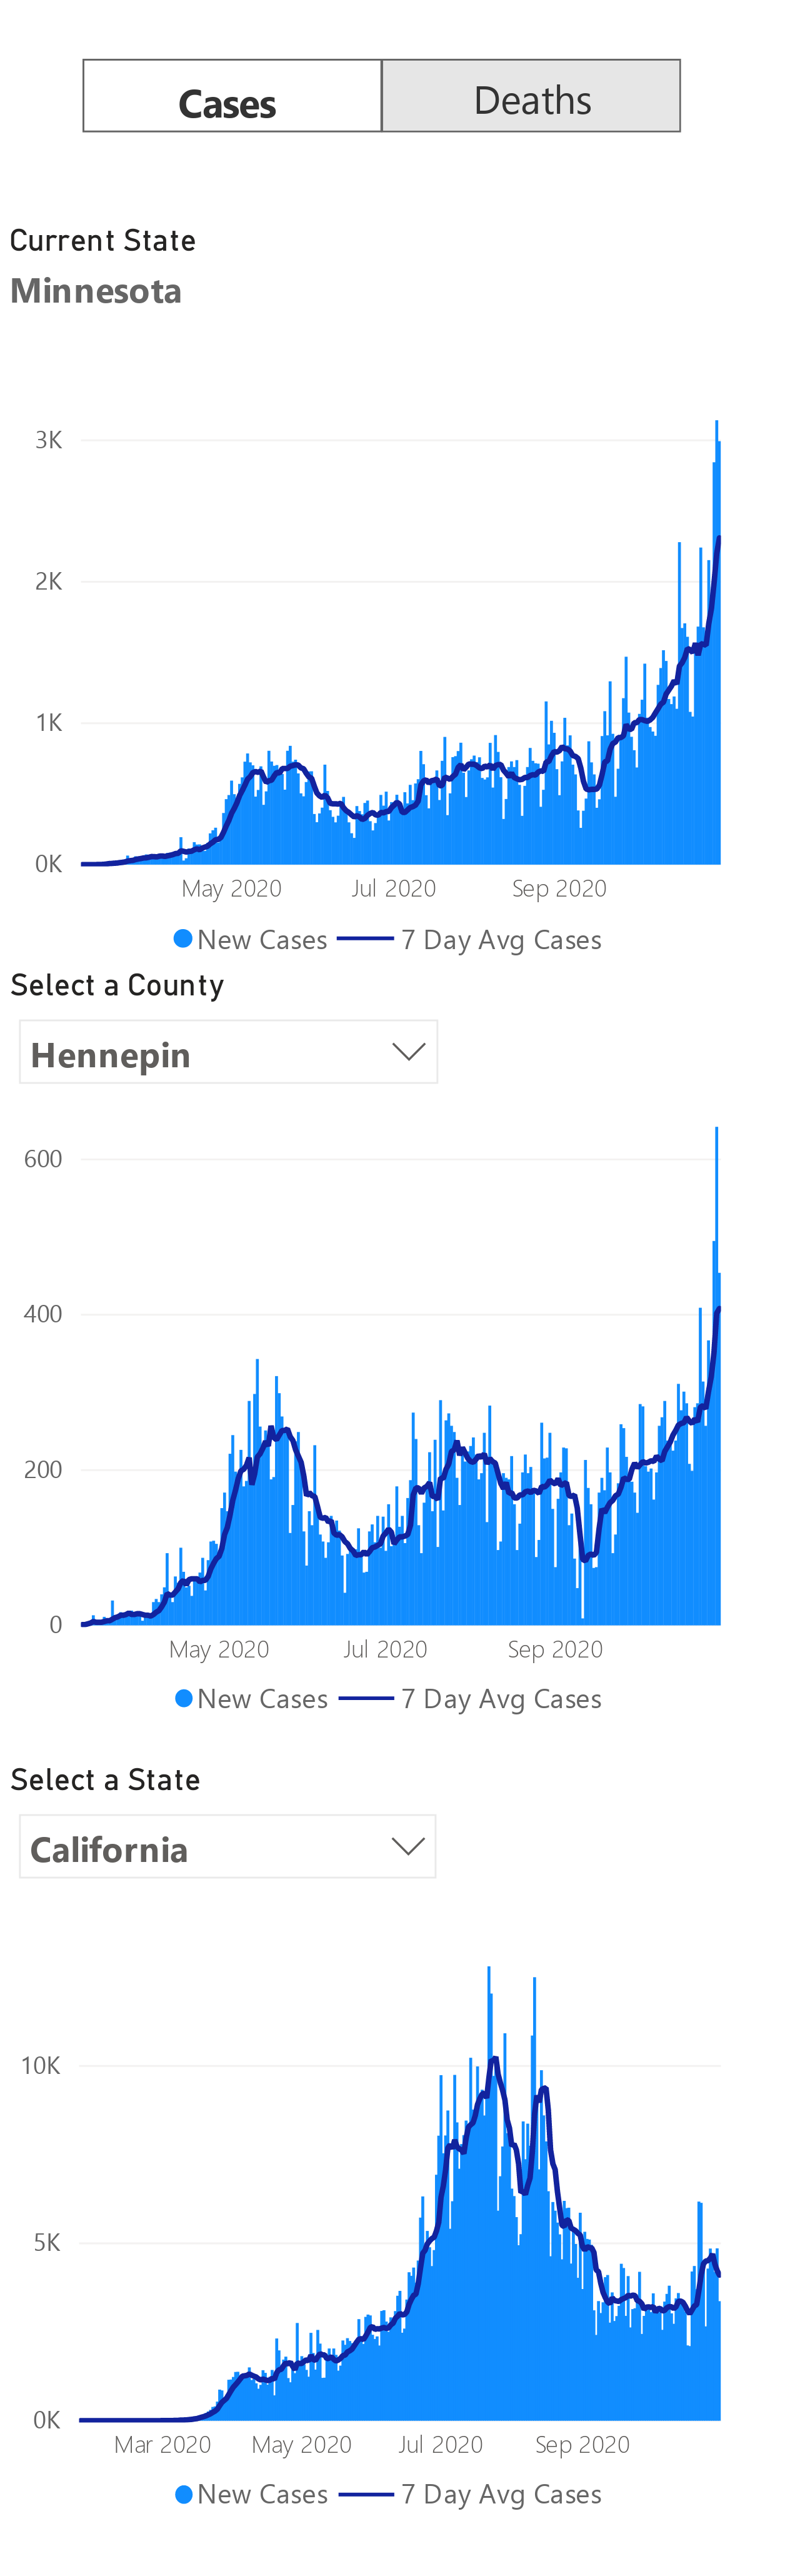 Cases Deaths
Current State
Minnesota
3K
2K
1K
0K
May 2020 Jul 2020 Sep 2020
New Cases 7 Day Avg Cases
Select a County
Hennepin
600
400
200
0
May 2020 Jul 2020 Sep 2020
New Cases 7 Day Avg Cases
Select a State
California
10K
5K
0K
Mar 2020 May 2020 Jul 2020 Sep 2020
New Cases 7 Day Avg Cases